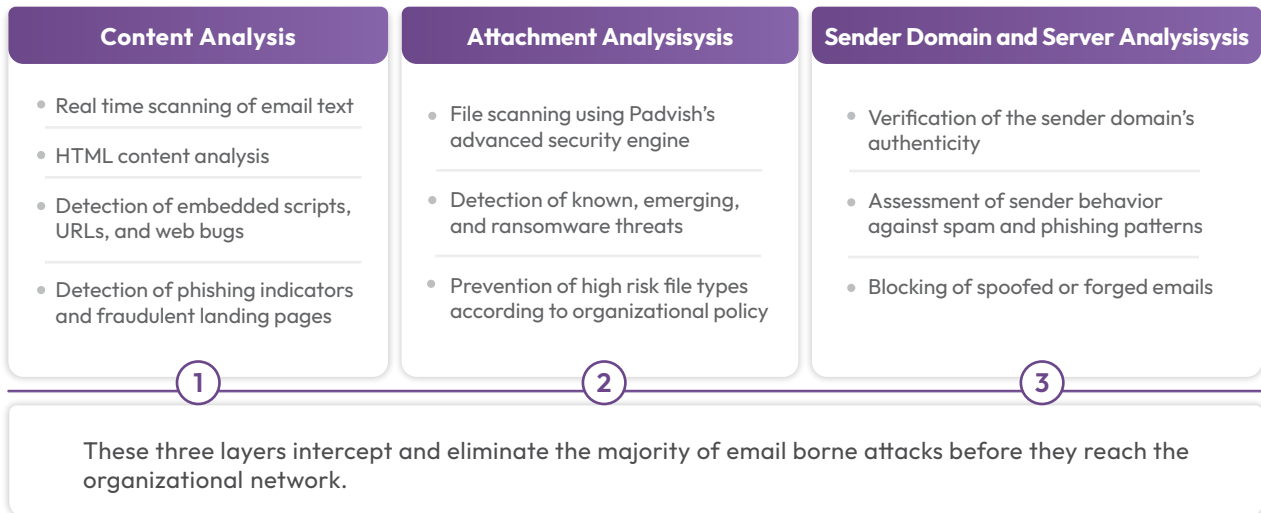 Content Analysis
Real time scanning of email text
HTML content analysis
Detection of embedded scripts,
URLs, and web bugs
Detection of phishing indicators
and fraudulent landing pages
1
Attachment Analysisysis
File scanning using Padvish’s
advanced security engine
Detection of known, emerging,
and ransomware threats
Prevention of high risk file types
according to organizational policy
2
Sender Domain and Server Analysisysis
Verification of the sender domain’s
authenticity
Assessment of sender behavior
against spam and phishing patterns
Blocking of spoofed or forged emails
3
These three layers intercept and eliminate the majority of email borne attacks before they reach the
organizational network.